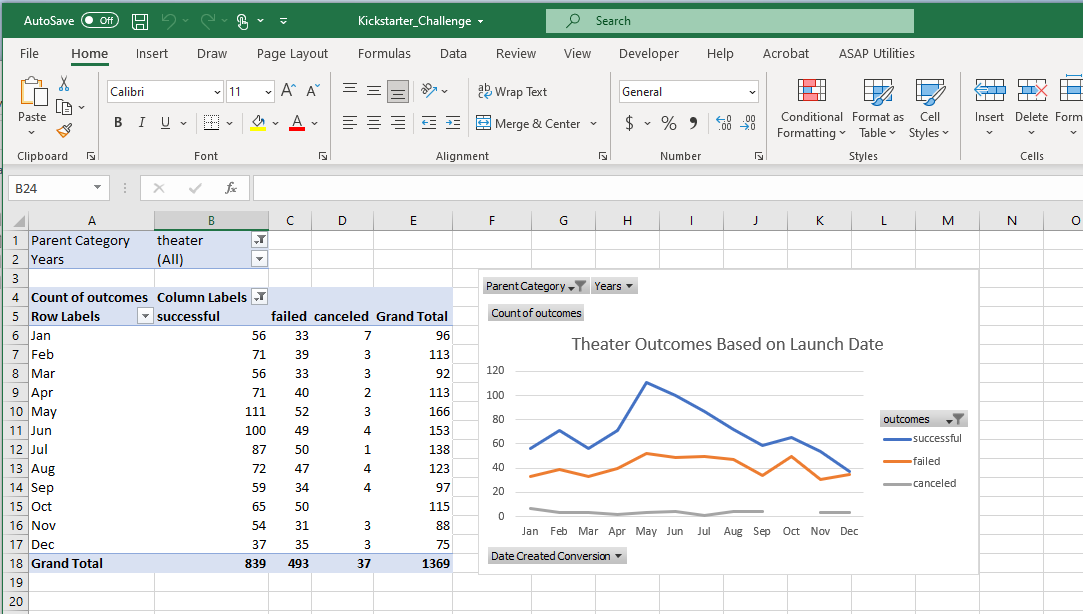 AutoSave Off Kickstarter_Challenge Search
File Home Insert Draw Page Layout Formulas Data Review View Developer Help Acrobat ASAP Utilities
Paste
Calibri 11 A A
B I U A
ab Wrap Text
Merge & Center
General
$ % 9 .00 .00
Conditional Formatting
Format as Table
Cell Styles
Insert Delete Form
Clipboard Font Alignment Number Styles Cells
B24 fx
A B C D E F G H I J K L M N O
1 Parent Category theater
2 Years (All)
3
4 Count of outcomes Column Labels
5 Row Labels successful failed canceled Grand Total
6 Jan 56 33 7 96
7 Feb 71 39 3 113
8 Mar 56 33 3 92
9 Apr 71 40 2 113
10 May 111 52 3 166
11 Jun 100 49 4 153
12 Jul 87 50 1 138
13 Aug 72 47 4 123
14 Sep 59 34 4 97
15 Oct 65 50 115
16 Nov 54 31 3 88
17 Dec 37 35 3 75
18 Grand Total 839 493 37 1369
19
20
Parent Category Years
Count of outcomes
Theater Outcomes Based on Launch Date
120
100
80
60
40
20
0
Jan Feb Mar Apr May Jun Jul Aug Sep Oct Nov Dec
outcomes
successful
failed
canceled
Date Created Conversion